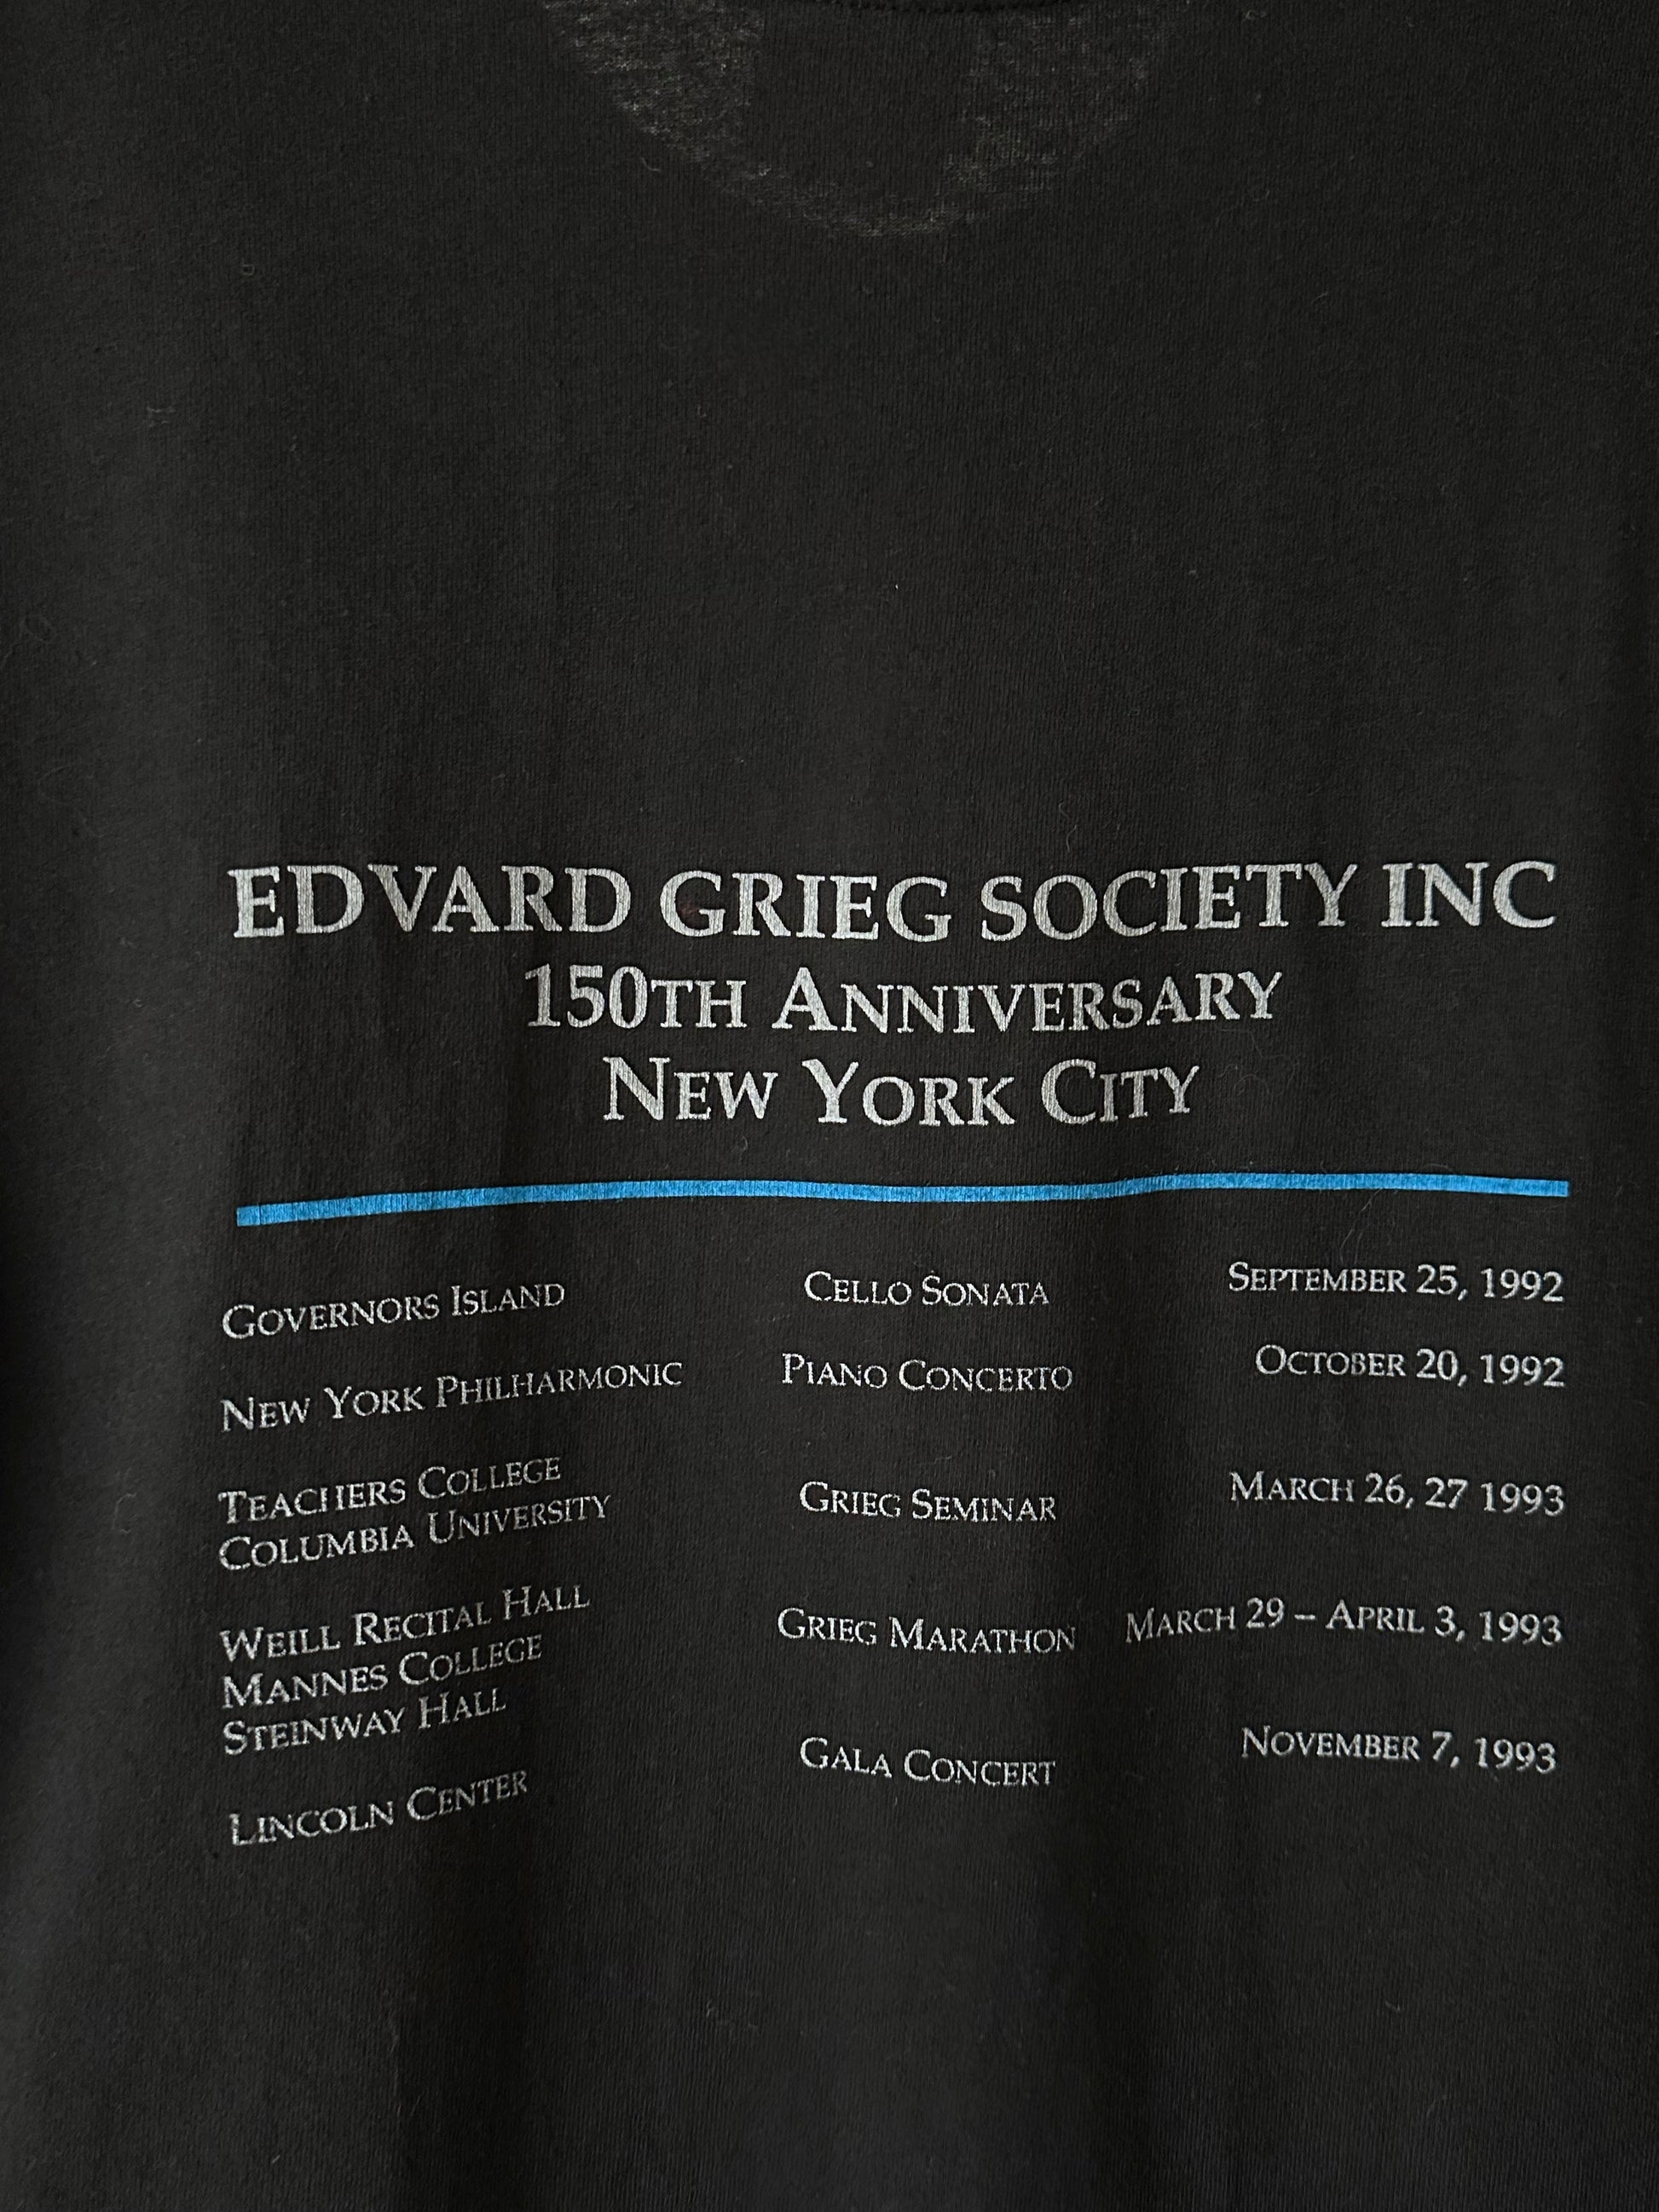 EDVARD GRIEG SOCIETY INC
150TH ANNIVERSARY
NEW YORK CITY
GOVERNORS ISLAND CELLO SONATA SEPTEMBER 25, 1992
NEW YORK PHILHARMONIC PIANO CONCERTO OCTOBER 20, 1992
TEACHERS COLLEGE
COLUMBIA UNIVERSITY GRIEG SEMINAR MARCH 26, 27 1993
WEILL RECITAL HALL
MANNES COLLEGE GRIEG MARATHON MARCH 29 – APRIL 3, 1993
STEINWAY HALL
LINCOLN CENTER GALA CONCERT NOVEMBER 7, 1993